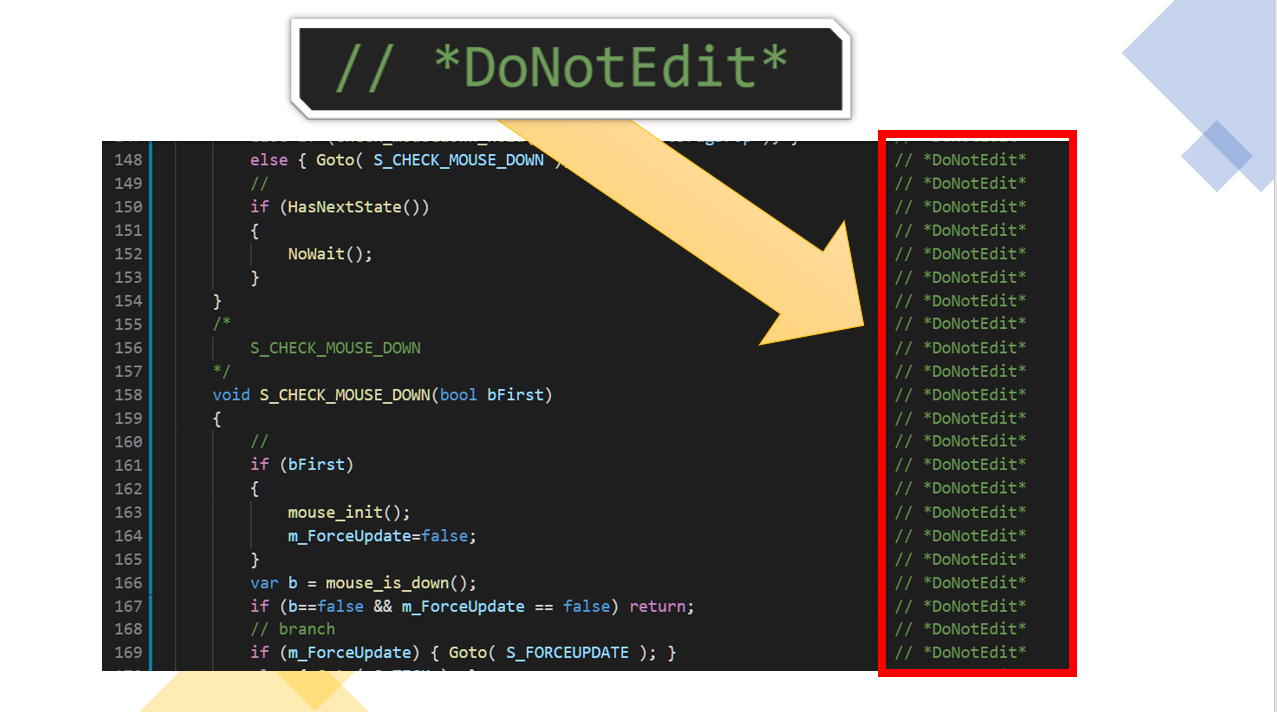 // *DoNotEdit*
148 else { Goto( S_CHECK_MOUSE_DOWN // *DoNotEdit*
149 // // *DoNotEdit*
150 if (HasNextState()) // *DoNotEdit*
151 { // *DoNotEdit*
152 NoWait(); // *DoNotEdit*
153 } // *DoNotEdit*
154 } // *DoNotEdit*
155 /* // *DoNotEdit*
156 S_CHECK_MOUSE_DOWN // *DoNotEdit*
157 */ // *DoNotEdit*
158 void S_CHECK_MOUSE_DOWN(bool bFirst) // *DoNotEdit*
159 { // *DoNotEdit*
160 // // *DoNotEdit*
161 if (bFirst) // *DoNotEdit*
162 { // *DoNotEdit*
163 mouse_init(); // *DoNotEdit*
164 m_ForceUpdate=false; // *DoNotEdit*
165 } // *DoNotEdit*
166 var b = mouse_is_down(); // *DoNotEdit*
167 if (b==false && m_ForceUpdate == false) return; // *DoNotEdit*
168 // branch // *DoNotEdit*
169 if (m_ForceUpdate) { Goto( S_FORCEUPDATE ); } // *DoNotEdit*